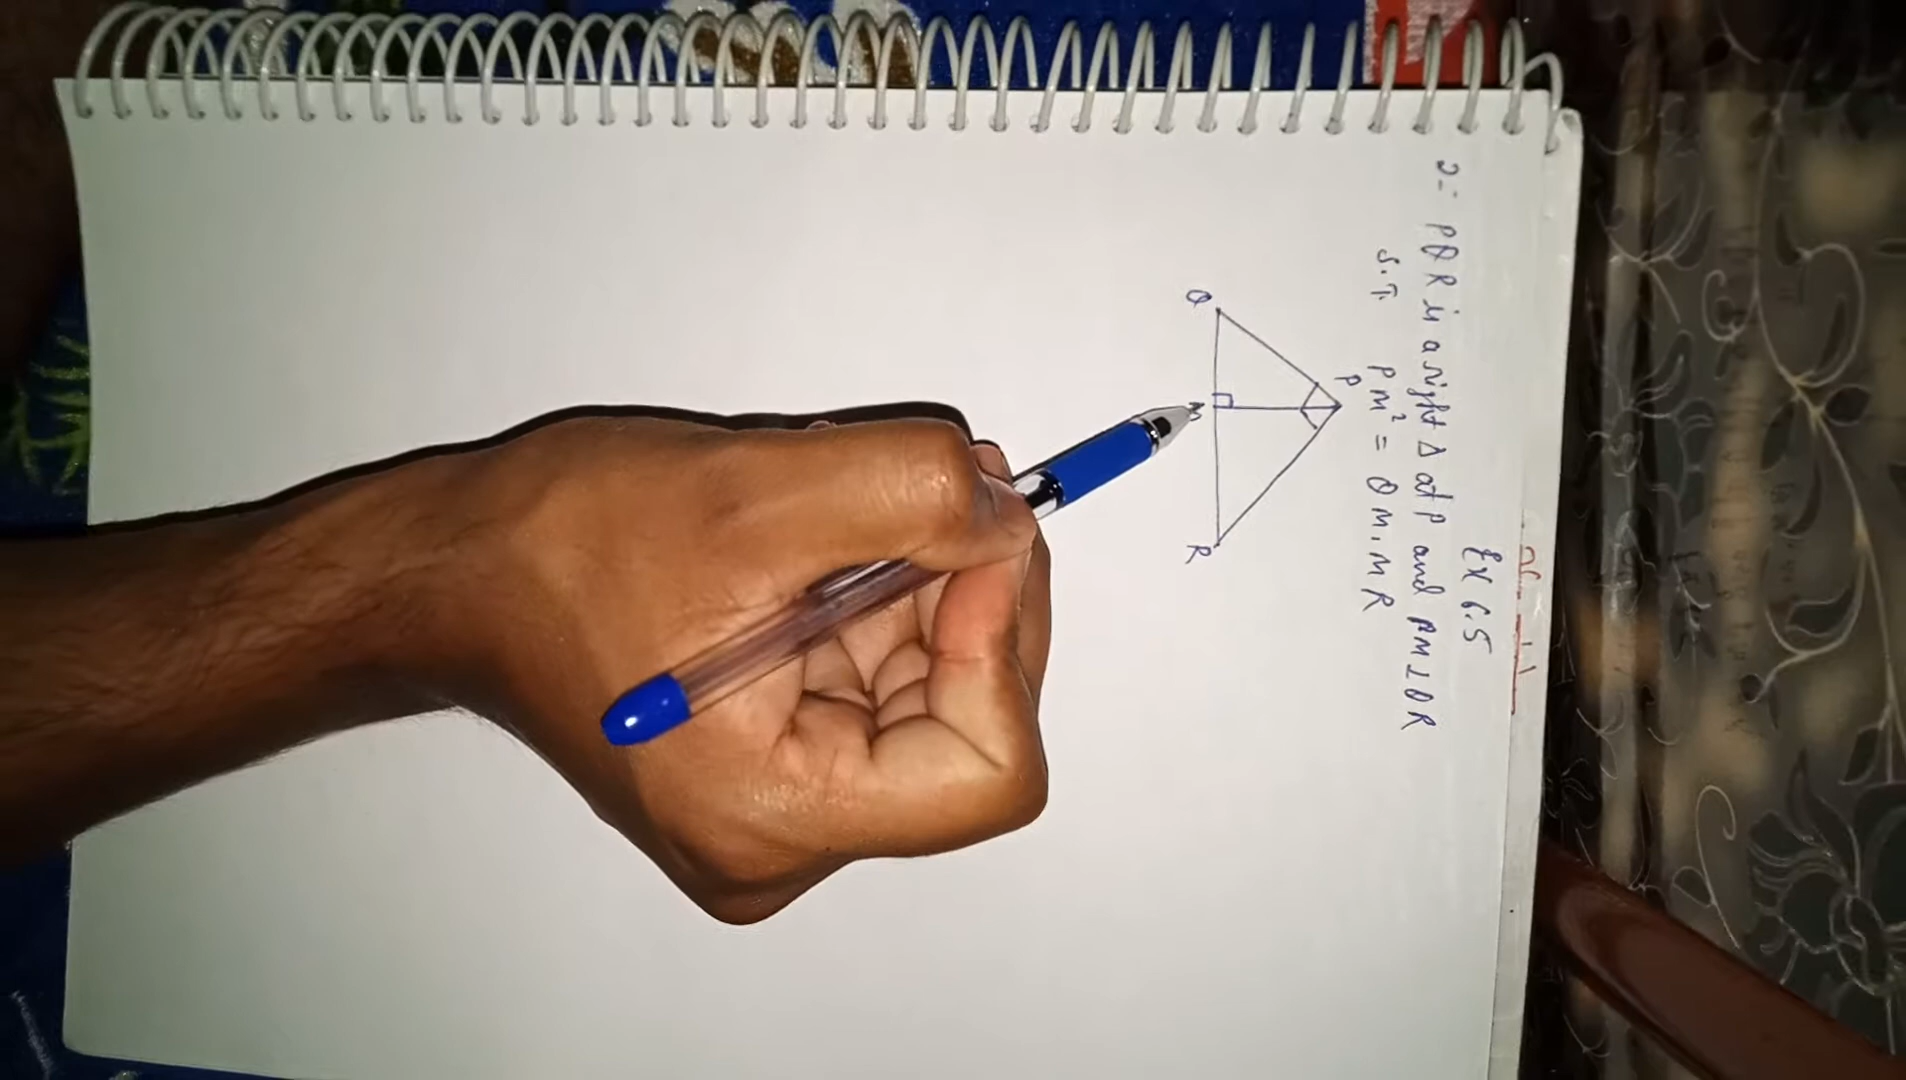 Ex 6.5
2:- PQR is a right Δ at P and PM ⊥ QR
S.T PM² = QM.MR
P
Q
R